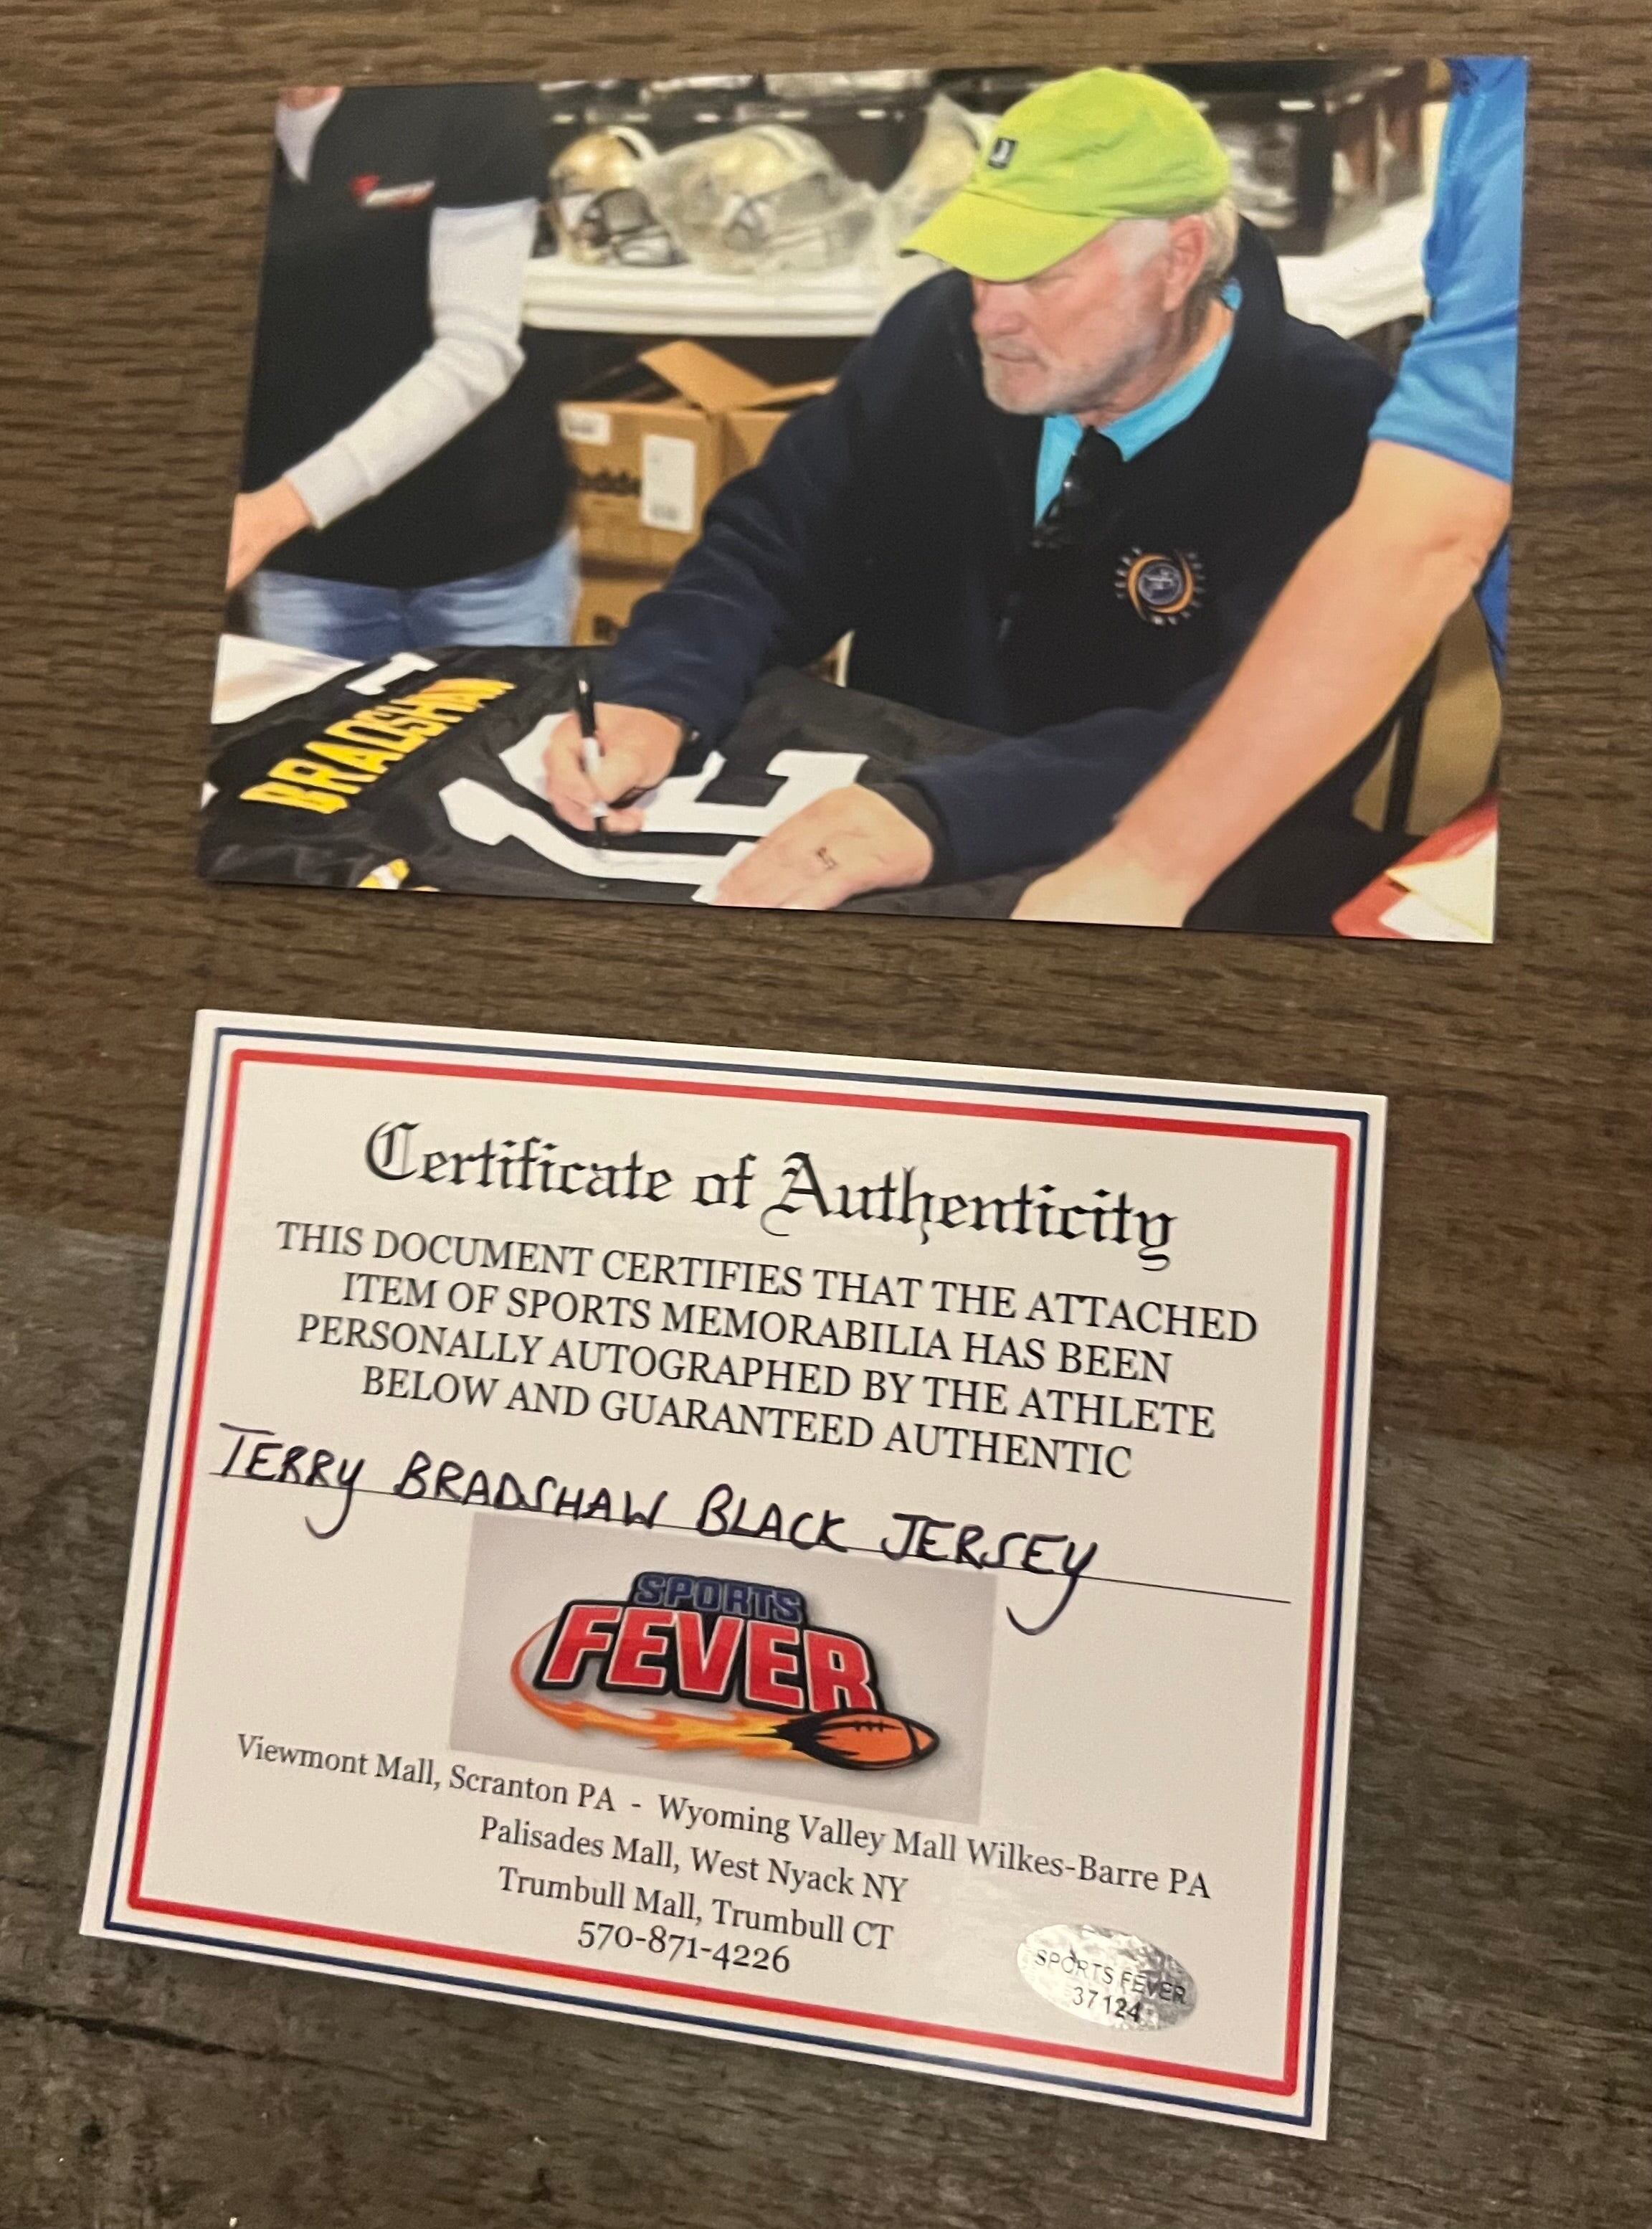 BRADSHAW
Certificate of Authenticity
THIS DOCUMENT CERTIFIES THAT THE ATTACHED
ITEM OF SPORTS MEMORABILIA HAS BEEN
PERSONALLY AUTOGRAPHED BY THE ATHLETE
BELOW AND GUARANTEED AUTHENTIC
TERRY BRADSHAW BLACK JERSEY
SPORTS
FEVER
Viewmont Mall, Scranton PA - Wyoming Valley Mall Wilkes-Barre PA
Palisades Mall, West Nyack NY
Trumbull Mall, Trumbull CT
570-871-4226
SPORTS FEVER
37124